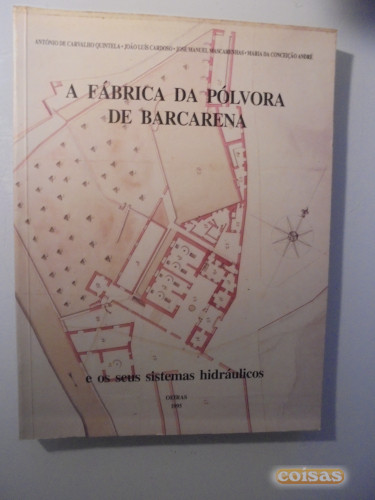 ANTÓNIO DE CARVALHO QUINTELA • JOÃO LUÍS CARDOSO • JOSÉ MANUEL MASCARENHAS • MARIA DA CONCEIÇÃO ANDRÉ
A FÁBRICA DA PÓLVORA
DE BARCARENA
e os seus sistemas hidráulicos
OEIRAS
1995
coisas